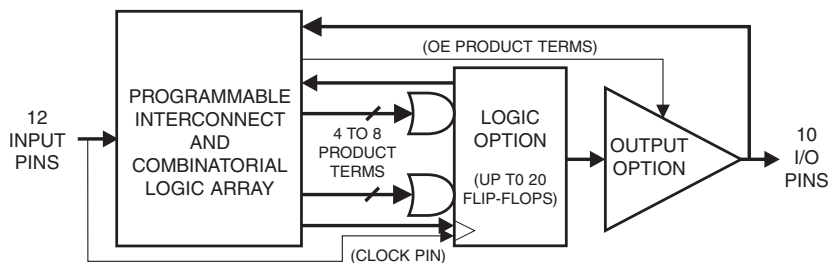 (OE PRODUCT TERMS)
12
INPUT
PINS
PROGRAMMABLE
INTERCONNECT
AND
COMBINATORIAL
LOGIC ARRAY
4 TO 8
PRODUCT
TERMS
LOGIC
OPTION
(UP T0 20
FLIP-FLOPS)
OUTPUT
OPTION
10
I/O
PINS
(CLOCK PIN)